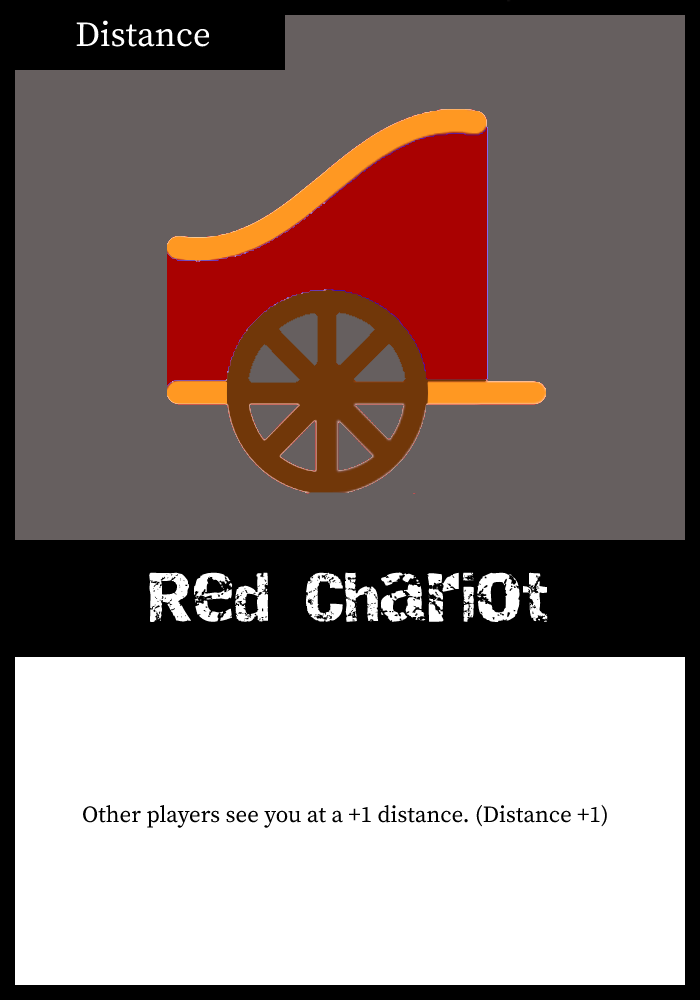 Distance
Red Chariot
Other players see you at a +1 distance. (Distance +1)